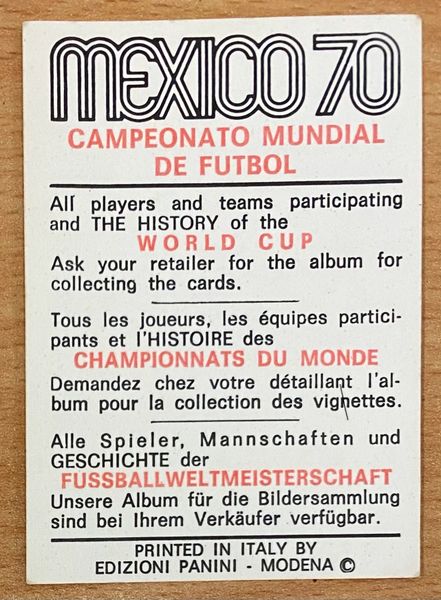 MEXICO 70
CAMPEONATO MUNDIAL
DE FUTBOL
All players and teams participating
and THE HISTORY of the
WORLD CUP
Ask your retailer for the album for
collecting the cards.
Tous les joueurs, les équipes partici-
pants et l'HISTOIRE des
CHAMPIONNATS DU MONDE
Demandez chez votre détaillant l'al-
bum pour la collection des vignettes.
Alle Spieler, Mannschaften und
GESCHICHTE der
FUSSBALLWELTMEISTERSCHAFT
Unsere Album für die Bildersammlung
sind bei Ihrem Verkäufer verfügbar.
PRINTED IN ITALY BY
EDIZIONI PANINI - MODENA ©